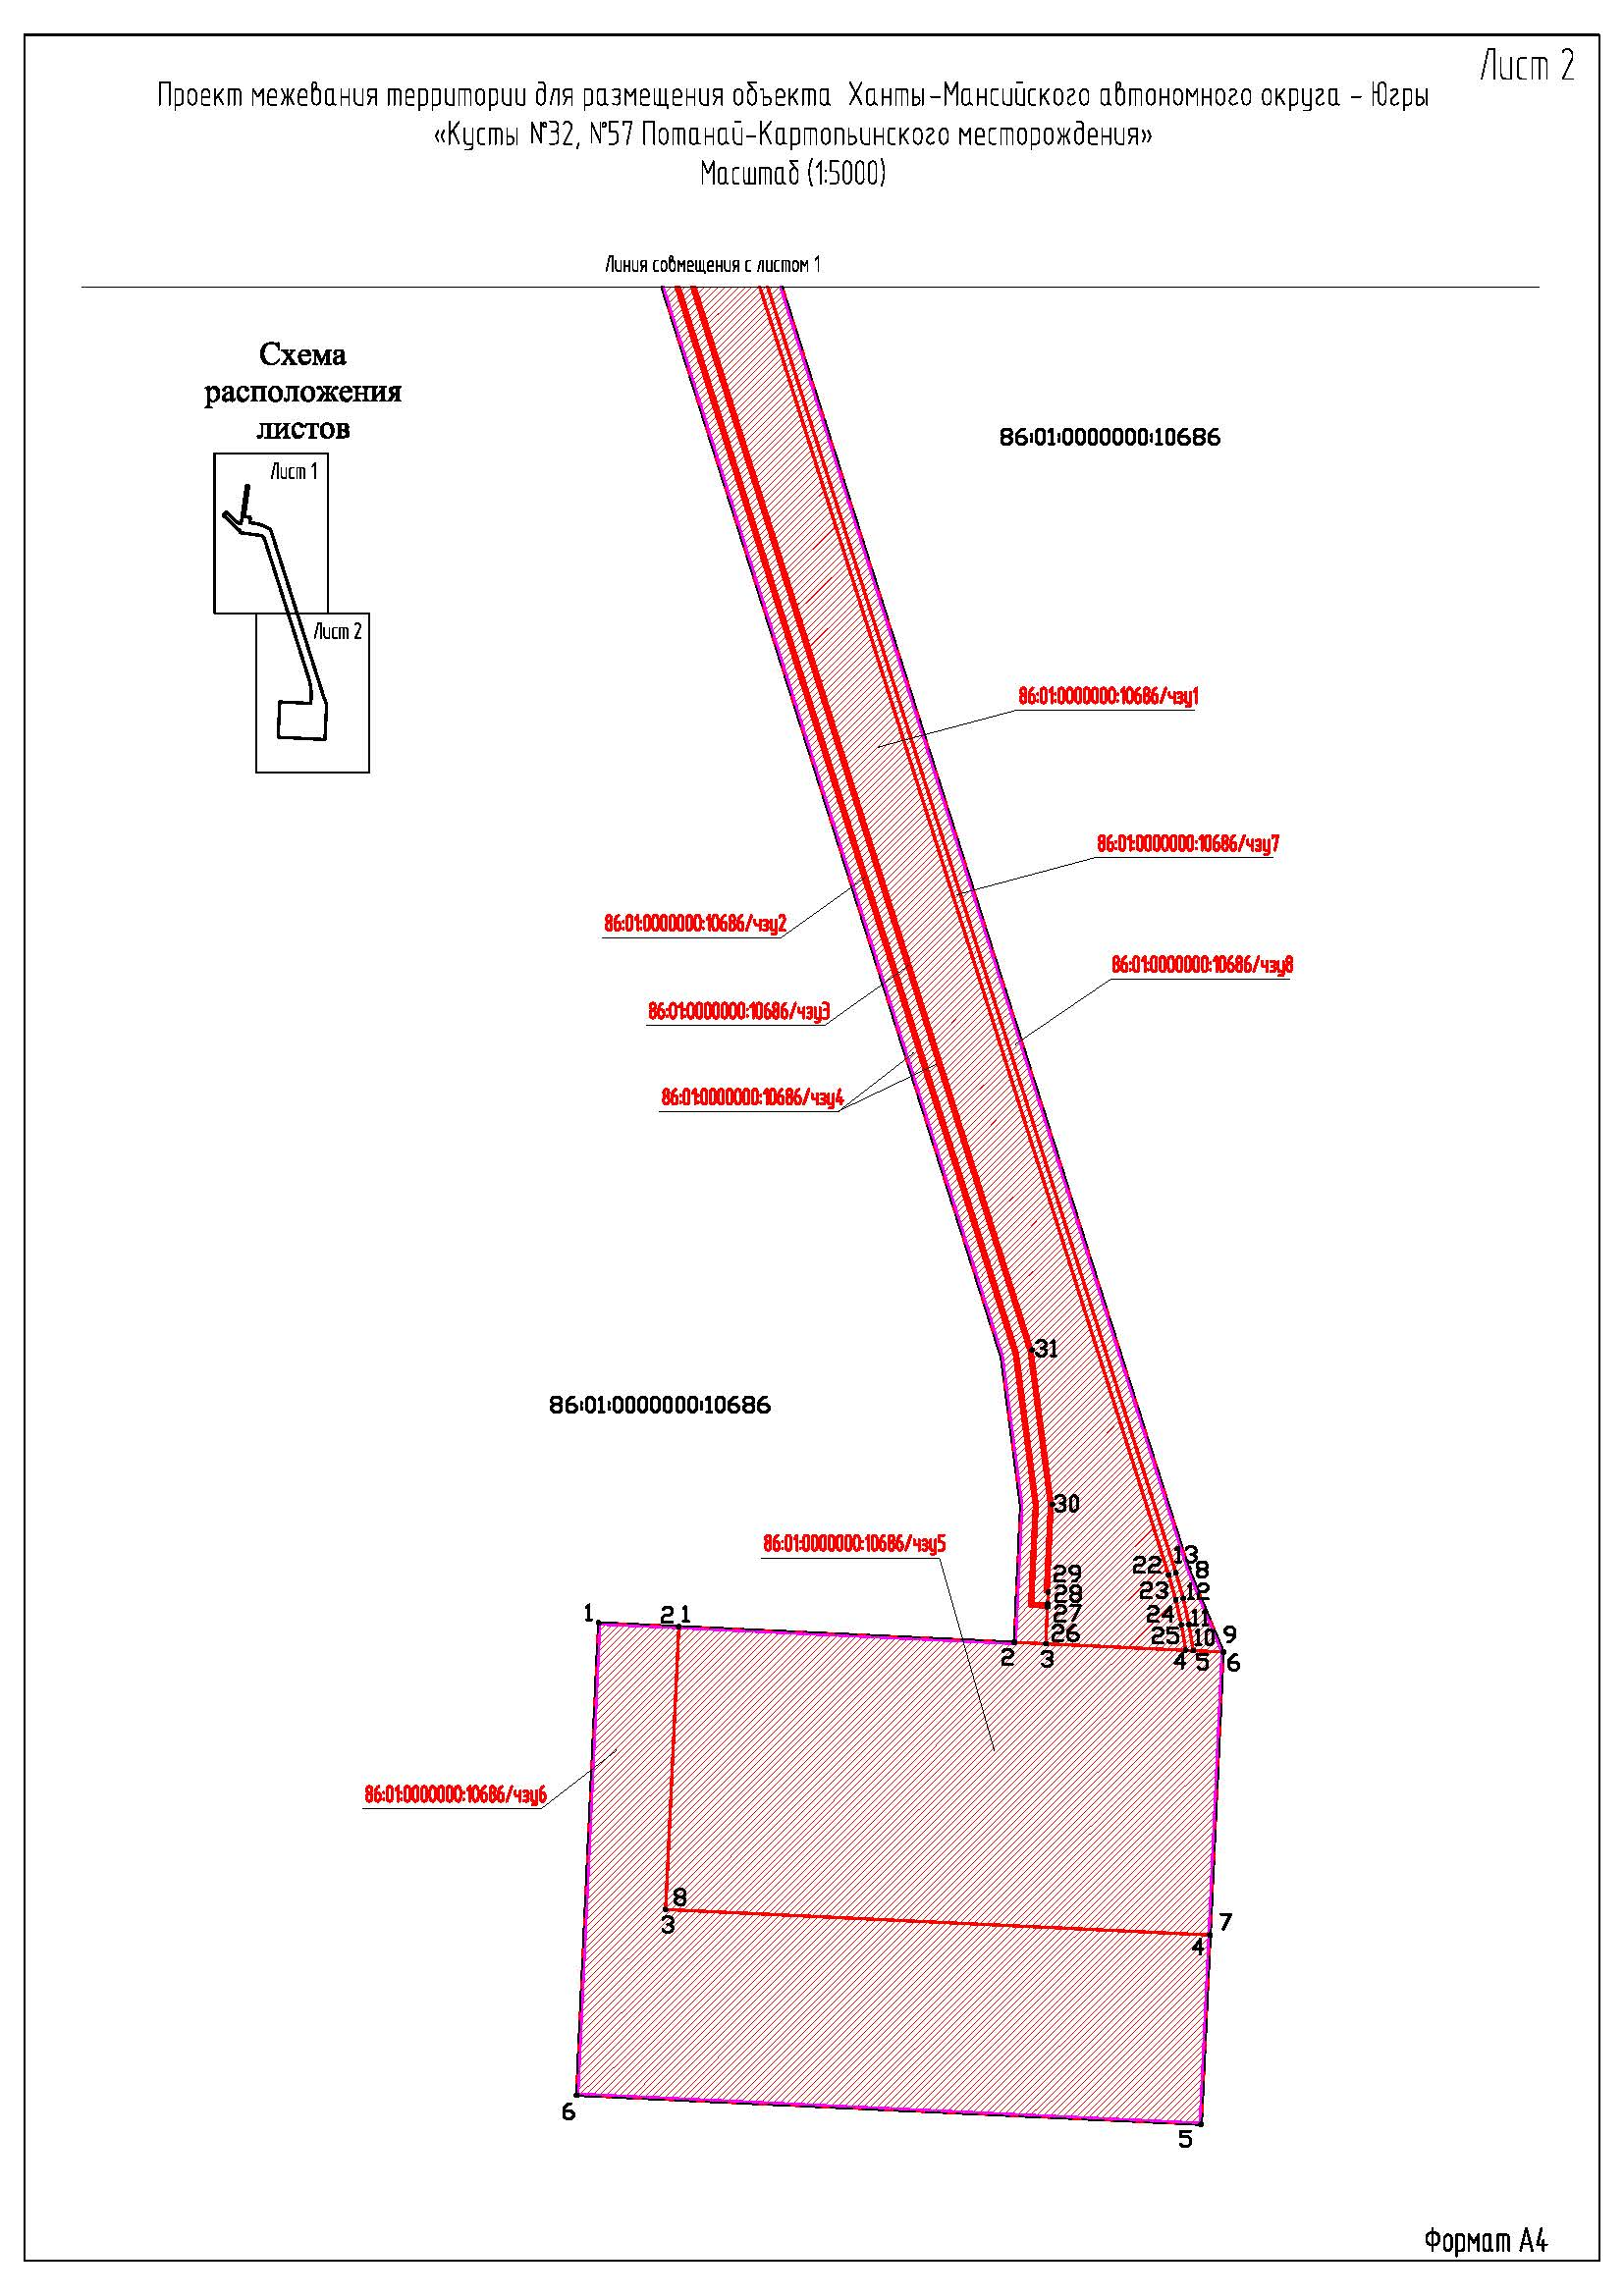 Лист 2
Проект межевания территории для размещения объекта Ханты-Мансийского автономного округа - Югры
«Кусты №32, №57 Потанай-Картопьинского месторождения»
Масштаб (1:5000)
Линия совмещения с листом 1
Схема
расположения
листов
Лист 1
Лист 2
86:01:0000000:10686
86:01:0000000:10686/чзу1
86:01:0000000:10686/чзу7
86:01:0000000:10686/чзу2
86:01:0000000:10686/чзу8
86:01:0000000:10686/чзу3
86:01:0000000:10686/чзу4
31
86:01:0000000:10686
30
86:01:0000000:10686/чзу5
13
22
8
29
23
12
28
1
2
1
27
24
11
26
25
10
9
2
3
4
5
6
86:01:0000000:10686/чзу6
8
3
7
4
6
5
Формат А4